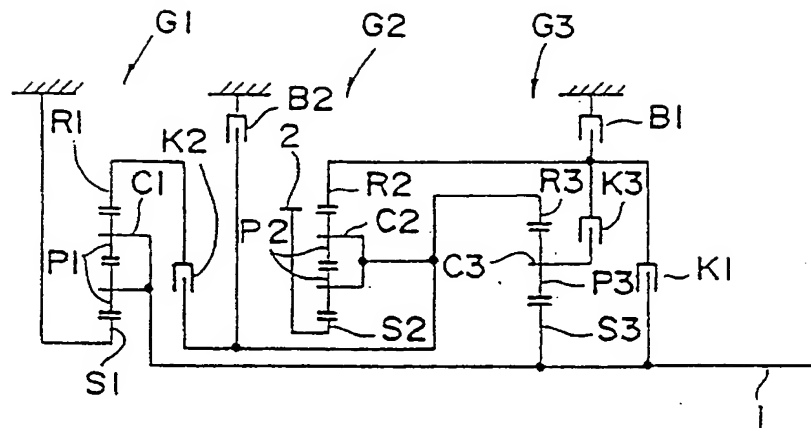 G1 G2 G3
B2 B1
R1 K2 2 R2 R3 K3
C1 P2 C2
P1 C3 P3 K1
S2 S3
S1
1